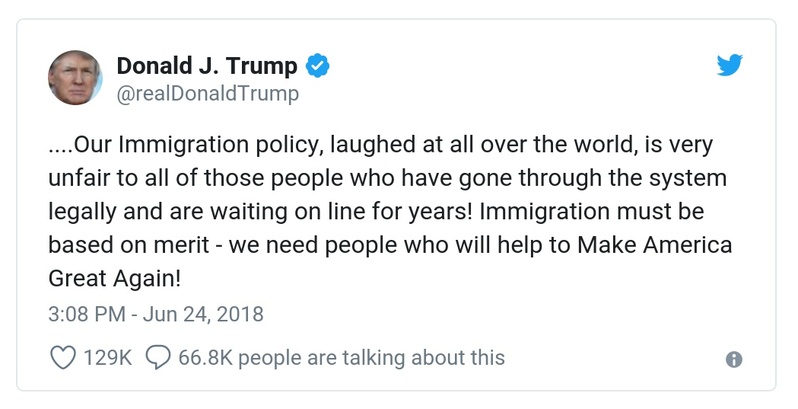 Donald J. Trump
@realDonaldTrump
....Our Immigration policy, laughed at all over the world, is very
unfair to all of those people who have gone through the system
legally and are waiting on line for years! Immigration must be
based on merit - we need people who will help to Make America
Great Again!
3:08 PM - Jun 24, 2018
129K 66.8K people are talking about this